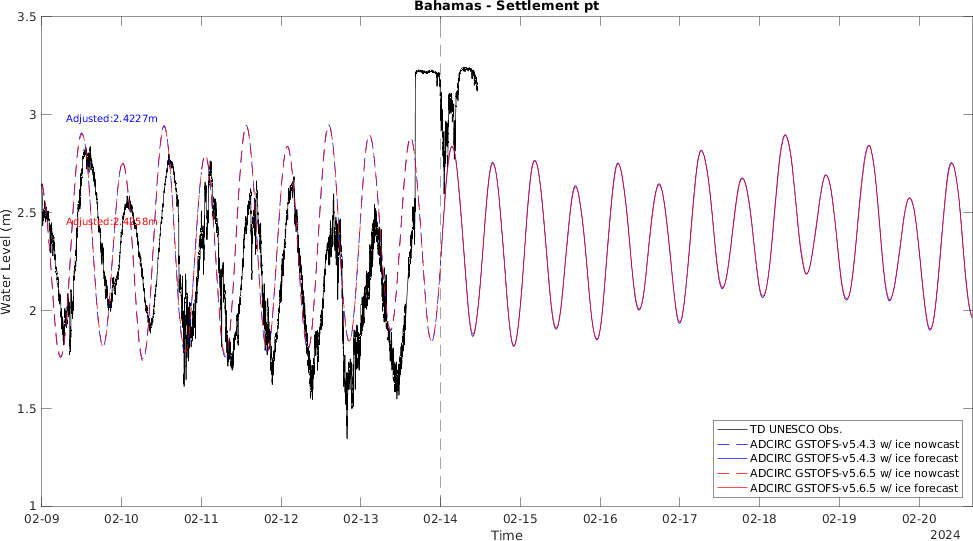 Bahamas - Settlement pt
3.5
3
2.5
2
1.5
1
Water Level (m)
Adjusted:2.4227m
Adjusted:2.4258m
TD UNESCO Obs.
ADCIRC GSTOFS-v5.4.3 w/ ice nowcast
ADCIRC GSTOFS-v5.4.3 w/ ice forecast
ADCIRC GSTOFS-v5.6.5 w/ ice nowcast
ADCIRC GSTOFS-v5.6.5 w/ ice forecast
02-09 02-10 02-11 02-12 02-13 02-14 02-15 02-16 02-17 02-18 02-19 02-20
Time
2024